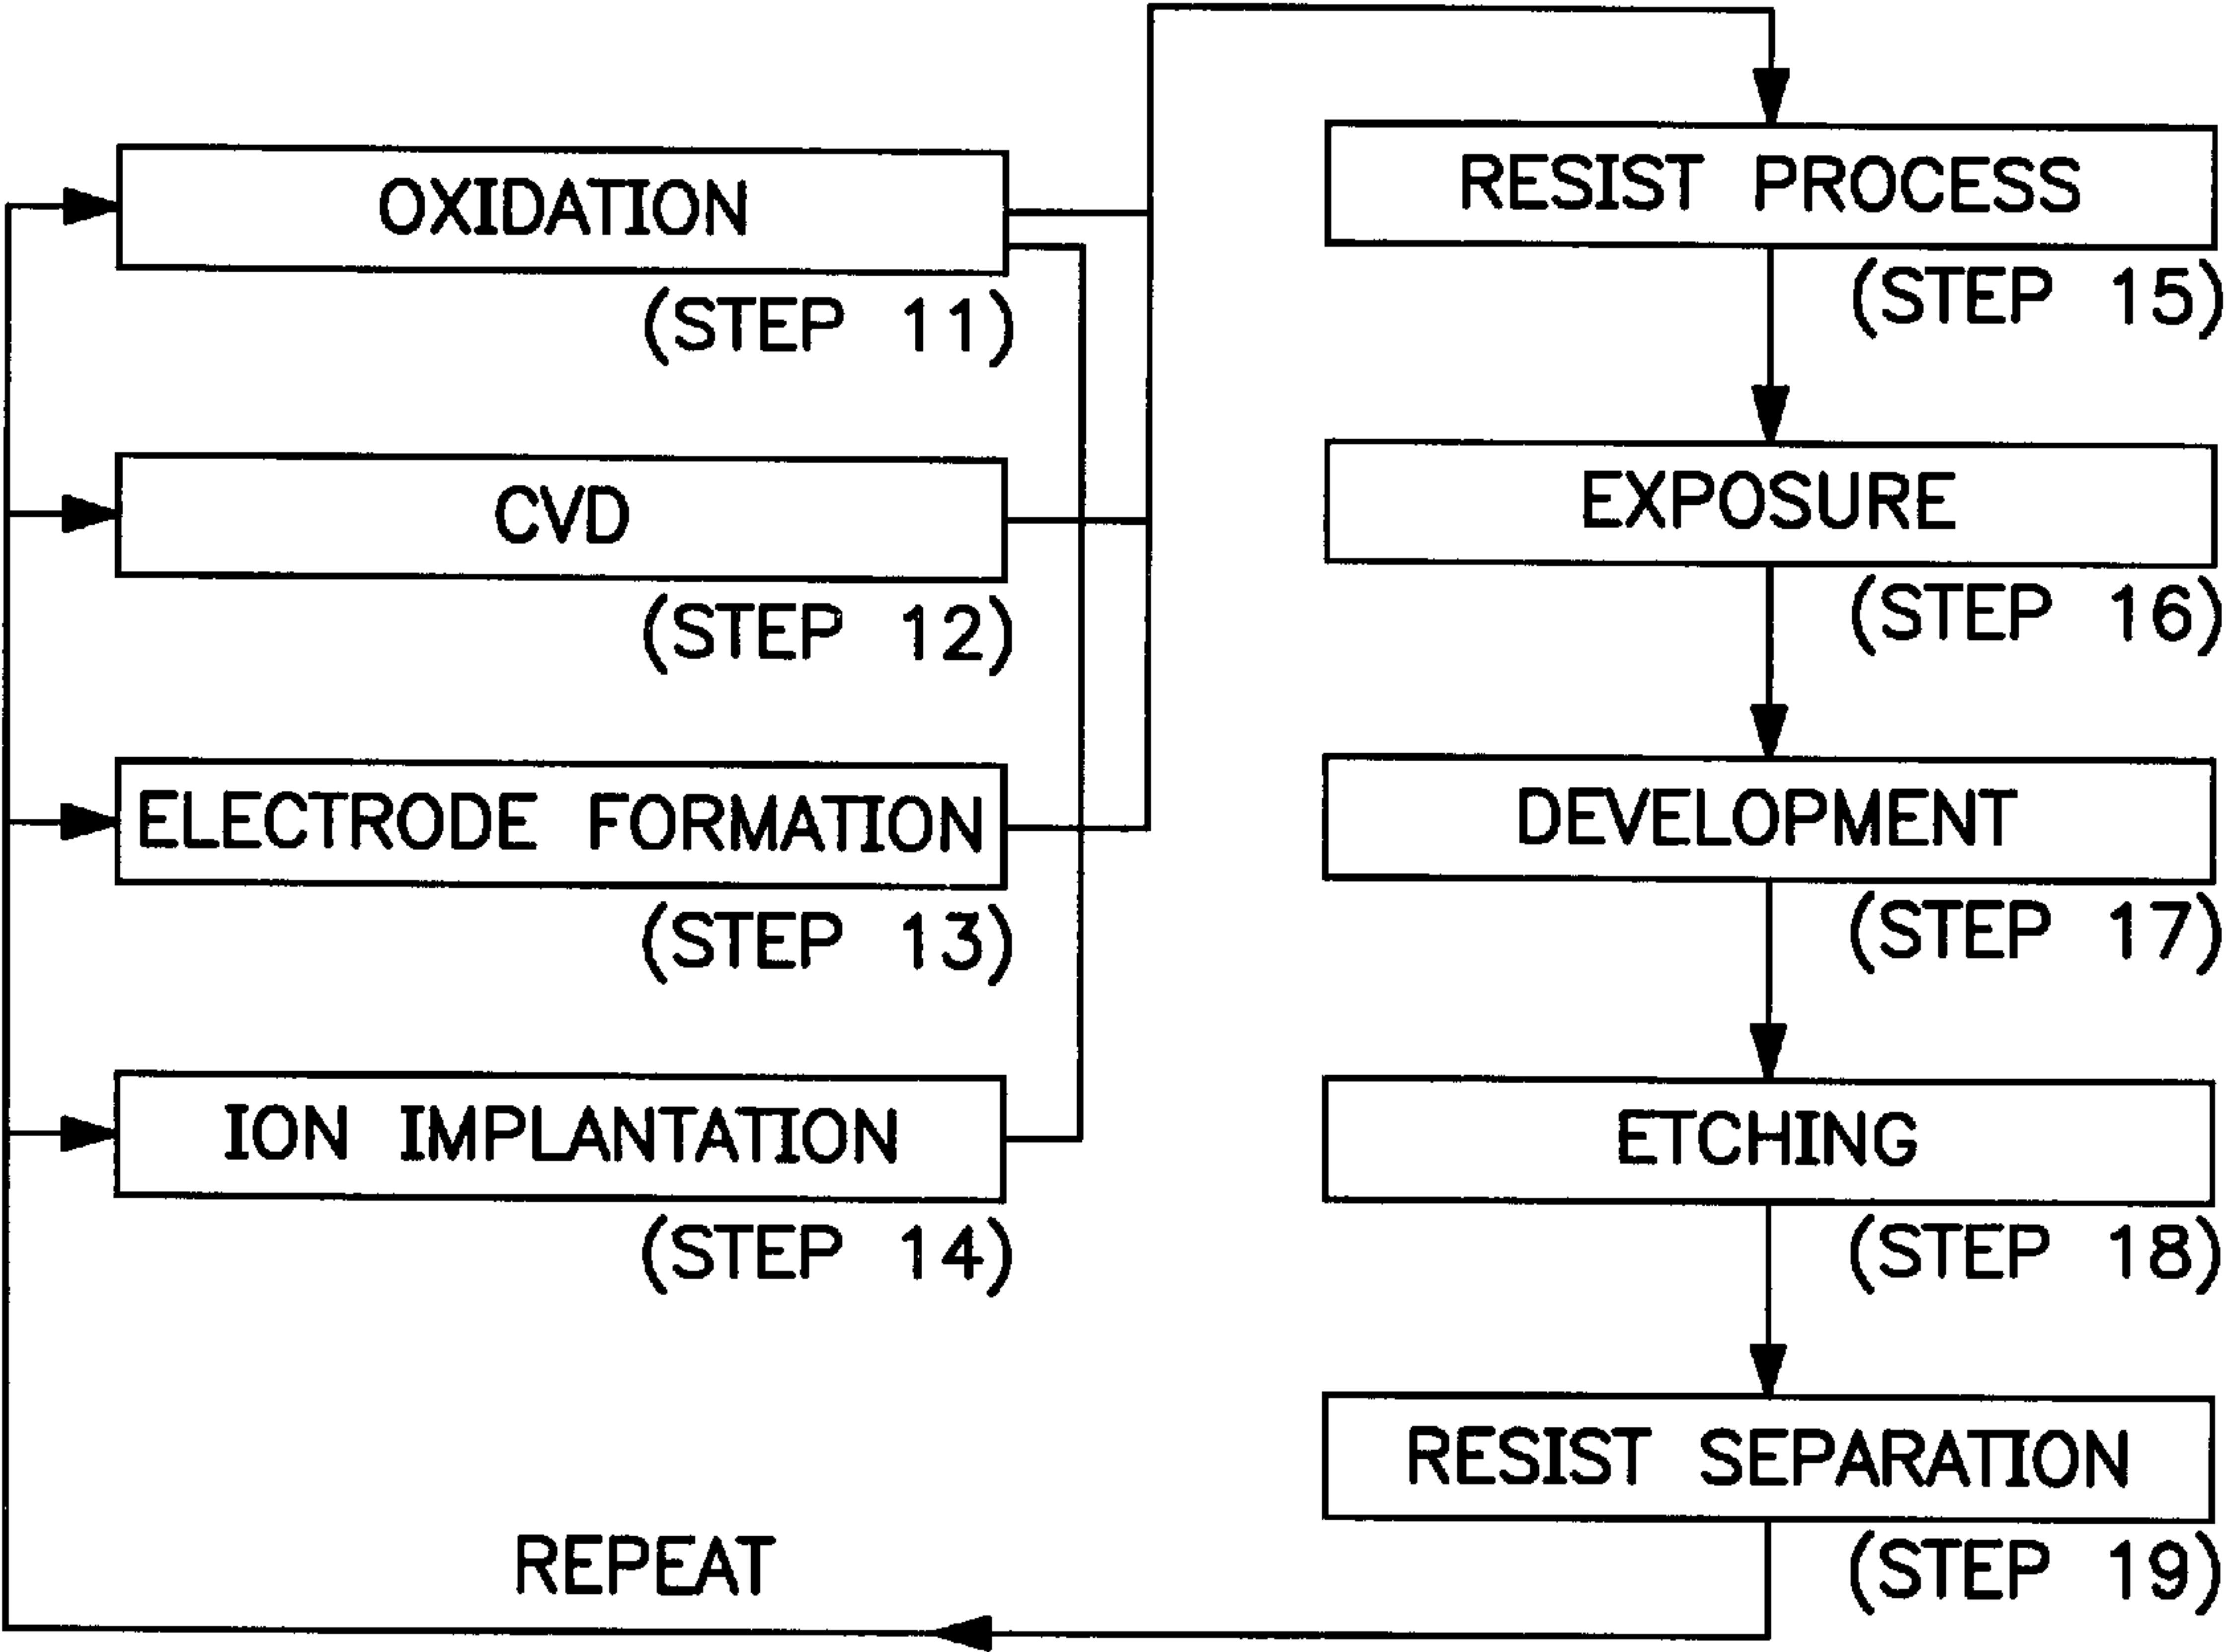 OXIDATION
(STEP 11)
CVD
(STEP 12)
ELECTRODE FORMATION
(STEP 13)
ION IMPLANTATION
(STEP 14)
RESIST PROCESS
(STEP 15)
EXPOSURE
(STEP 16)
DEVELOPMENT
(STEP 17)
ETCHING
(STEP 18)
RESIST SEPARATION
(STEP 19)
REPEAT